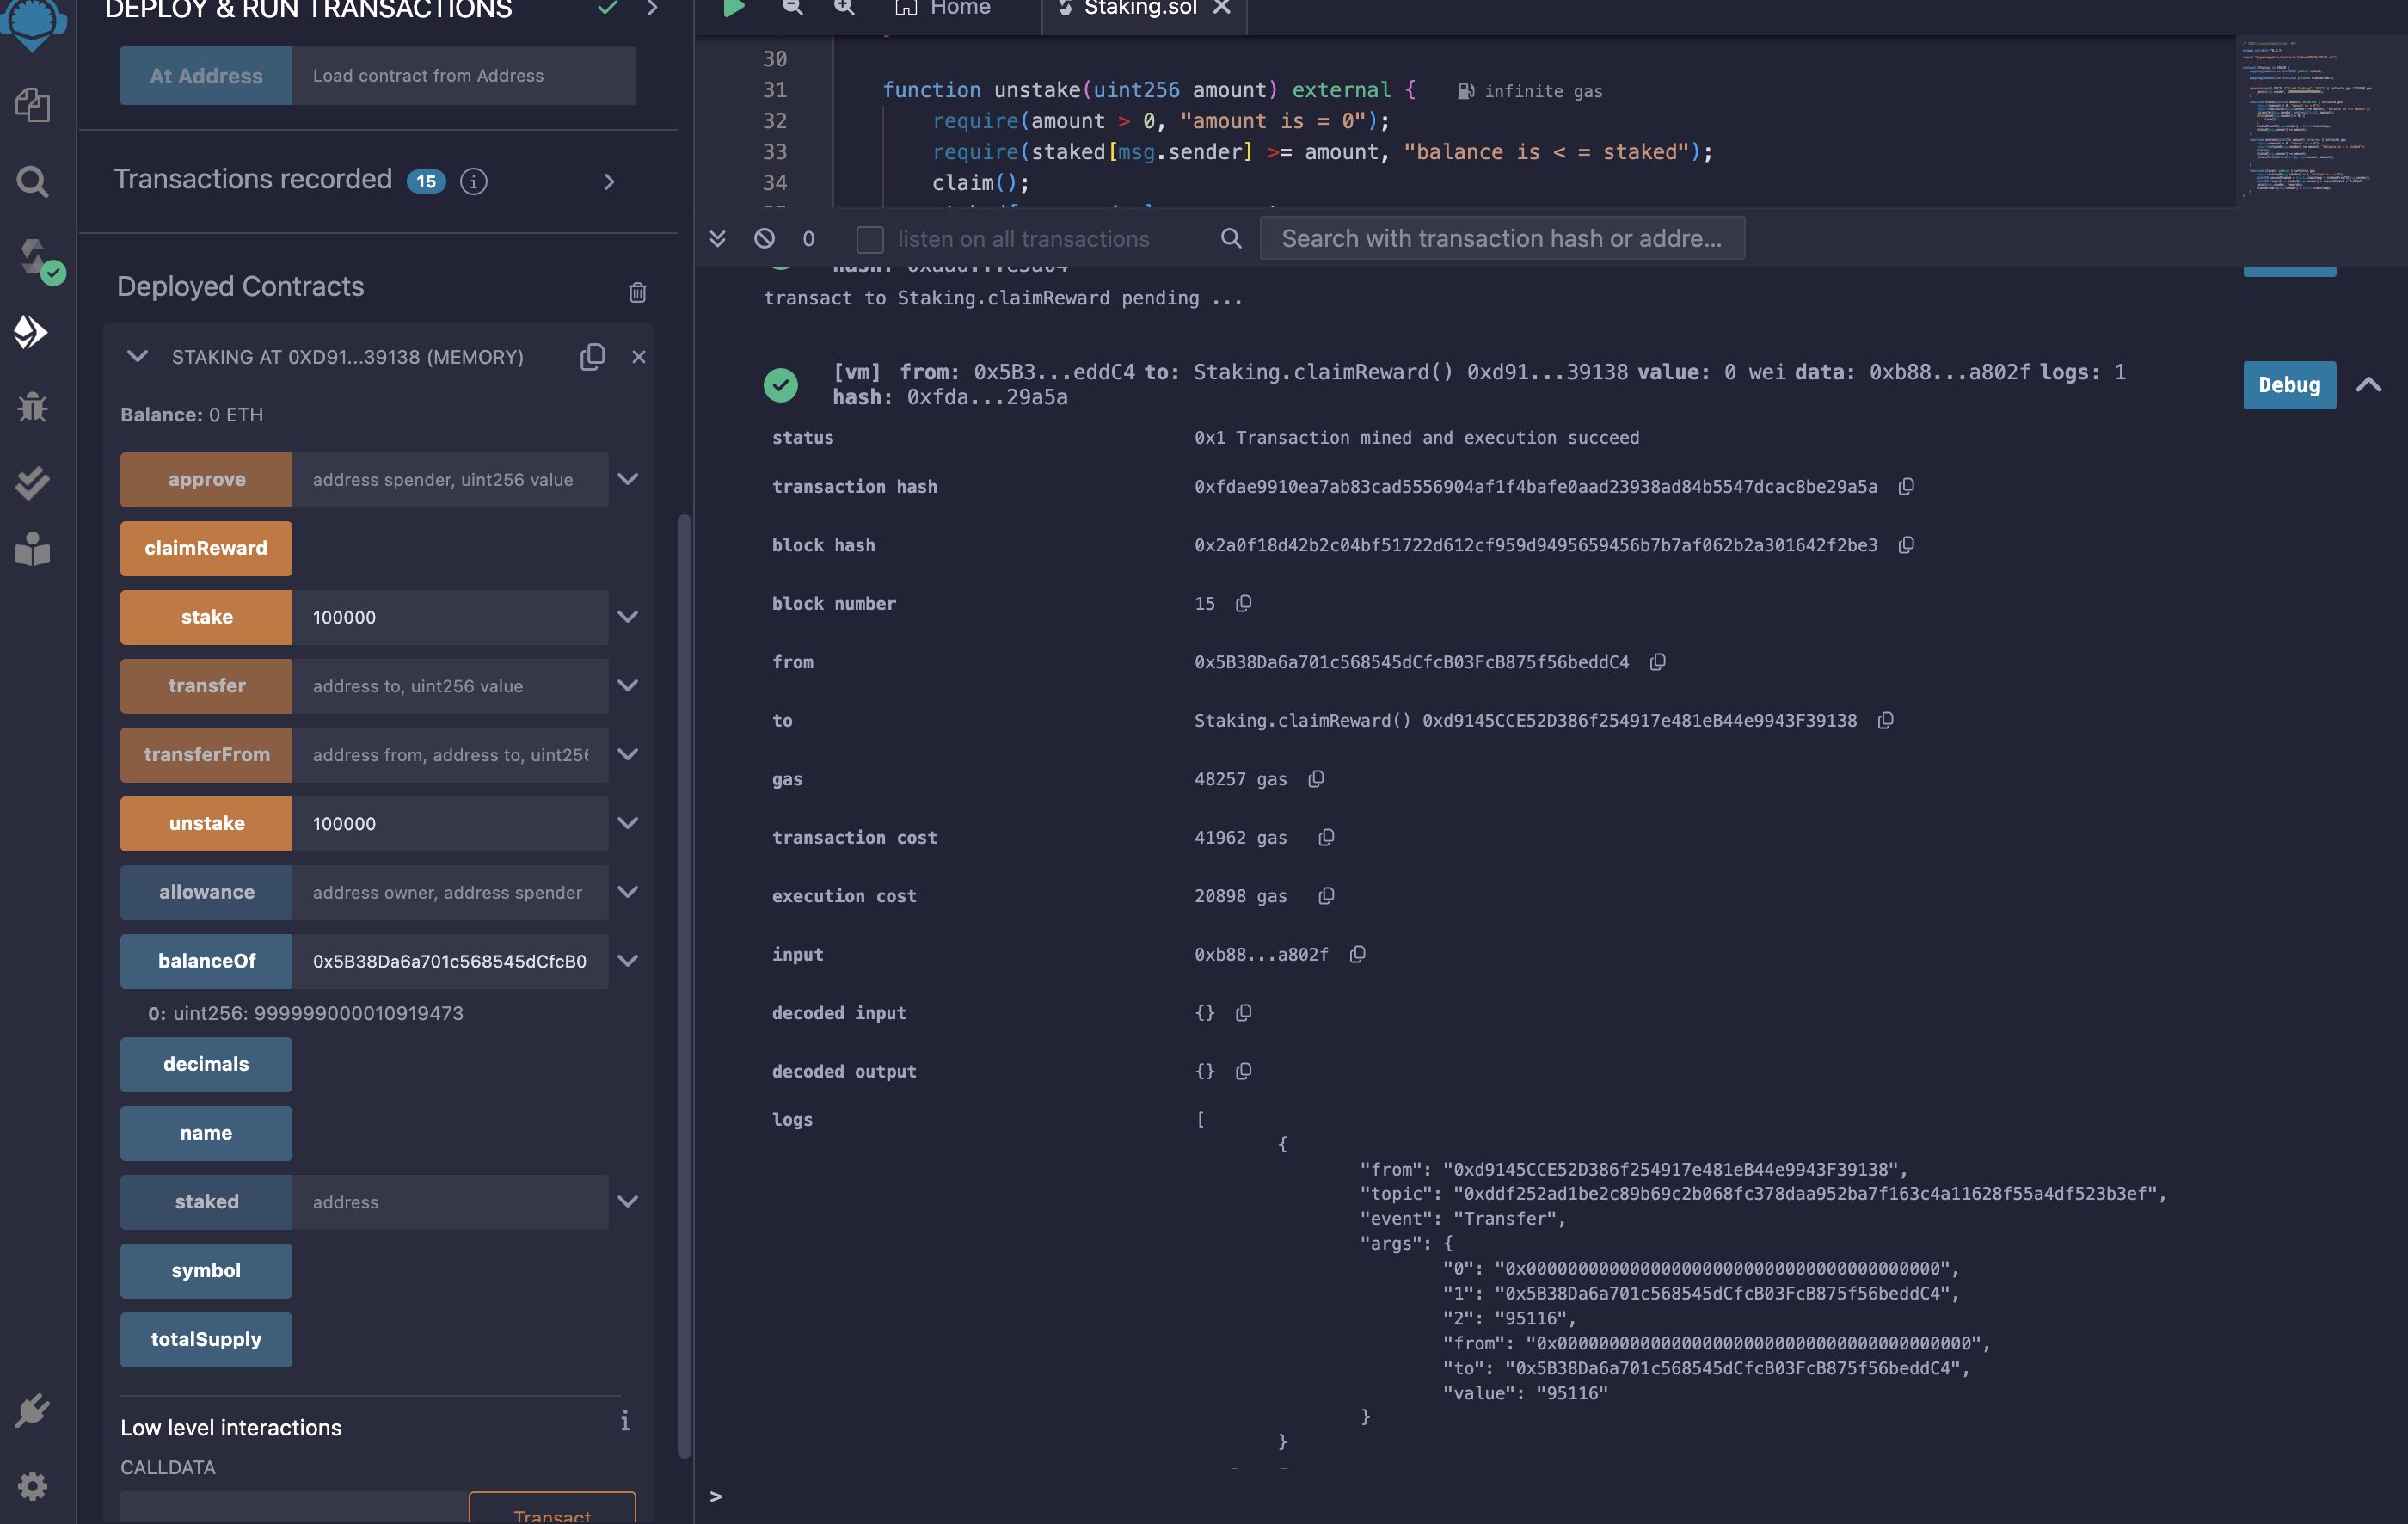 DEPLOY & RUN TRANSACTIONS
At Address
Load contract from Address
Transactions recorded 15
Deployed Contracts
STAKING AT 0XD91...39138 (MEMORY)
Balance: 0 ETH
approve
address spender, uint256 value
claimReward
stake
100000
transfer
address to, uint256 value
transferFrom
address from, address to, uint256
unstake
100000
allowance
address owner, address spender
balanceOf
0x5B38Da6a701c568545dCfcB0
0: uint256: 999999000010919473
decimals
name
staked
address
symbol
totalSupply
Low level interactions
CALLDATA
Transact
Home
Staking.sol
30
31 function unstake(uint256 amount) external { infinite gas
32 require(amount > 0, "amount is = 0");
33 require(staked[msg.sender] >= amount, "balance is < = staked");
34 claim();
0
listen on all transactions
Search with transaction hash or addre...
transact to Staking.claimReward pending ...
[vm] from: 0x5B3...eddC4 to: Staking.claimReward() 0xd91...39138 value: 0 wei data: 0xb88...a802f logs: 1
hash: 0xfda...29a5a
Debug
status 0x1 Transaction mined and execution succeed
transaction hash 0xfdae9910ea7ab83cad5556904af1f4bafe0aad23938ad84b5547dcac8be29a5a
block hash 0x2a0f18d42b2c04bf51722d612cf959d9495659456b7b7af062b2a301642f2be3
block number 15
from 0x5B38Da6a701c568545dCfcB03FcB875f56beddC4
to Staking.claimReward() 0xd9145CCE52D386f254917e481eB44e9943F39138
gas 48257 gas
transaction cost 41962 gas
execution cost 20898 gas
input 0xb88...a802f
decoded input {}
decoded output {}
logs [
{
"from": "0xd9145CCE52D386f254917e481eB44e9943F39138",
"topic": "0xddf252ad1be2c89b69c2b068fc378daa952ba7f163c4a11628f55a4df523b3ef",
"event": "Transfer",
"args": {
"0": "0x0000000000000000000000000000000000000000",
"1": "0x5B38Da6a701c568545dCfcB03FcB875f56beddC4",
"2": "95116",
"from": "0x0000000000000000000000000000000000000000",
"to": "0x5B38Da6a701c568545dCfcB03FcB875f56beddC4",
"value": "95116"
}
}
>